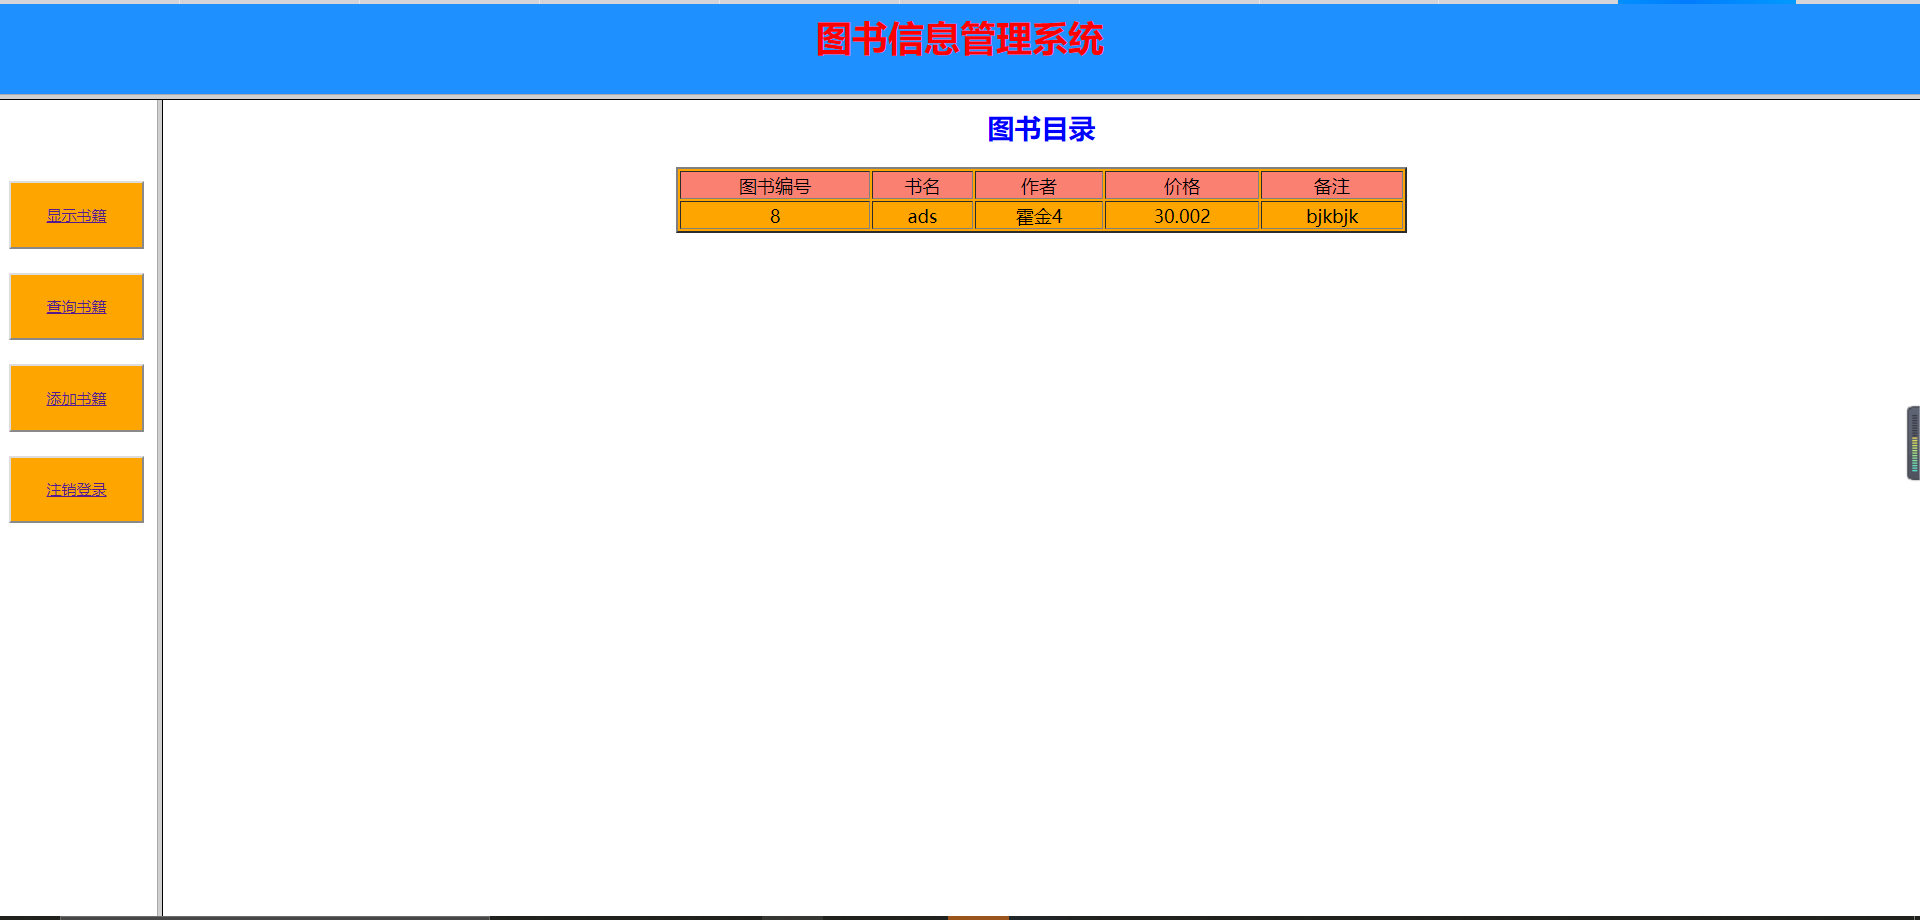 图书信息管理系统
图书目录
图书编号 书名 作者 价格 备注
8 ads 霍金4 30.002 bjkbjk
显示书籍
查询书籍
添加书籍
注销登录